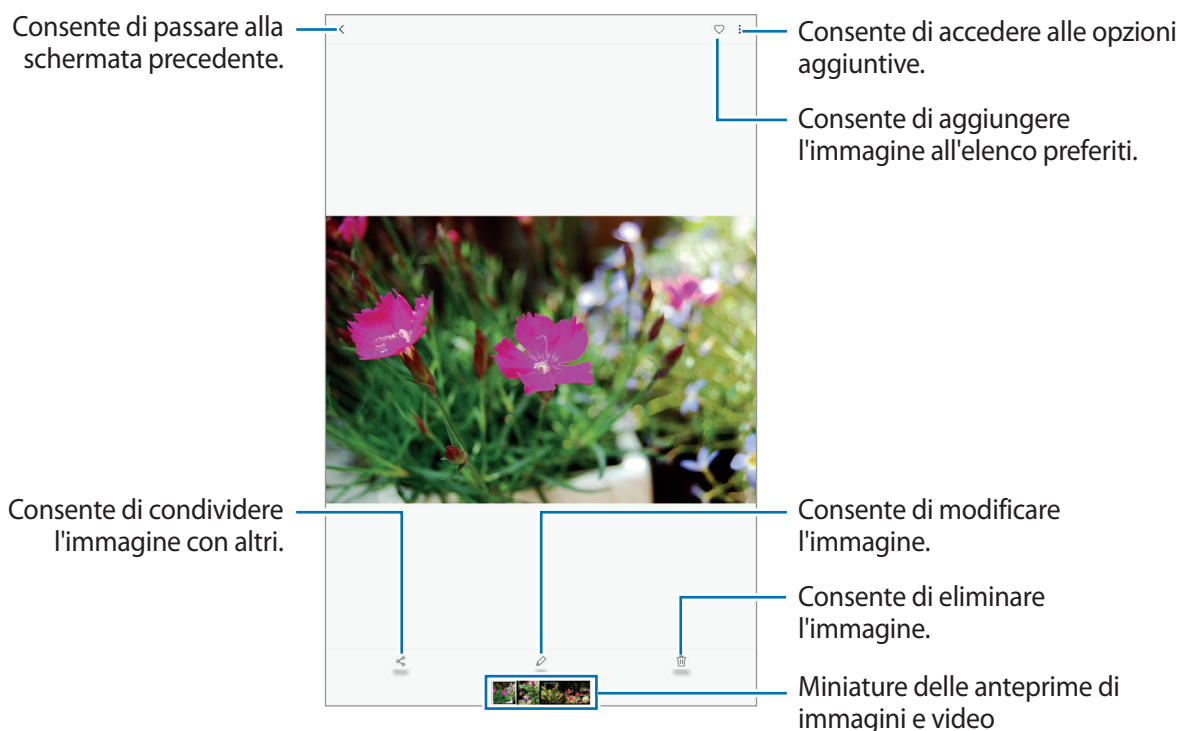 Consente di passare alla
schermata precedente.
Consente di accedere alle opzioni
aggiuntive.
Consente di aggiungere
l'immagine all'elenco preferiti.
Consente di condividere
l'immagine con altri.
Consente di modificare
l'immagine.
Consente di eliminare
l'immagine.
Miniature delle anteprime di
immagini e video